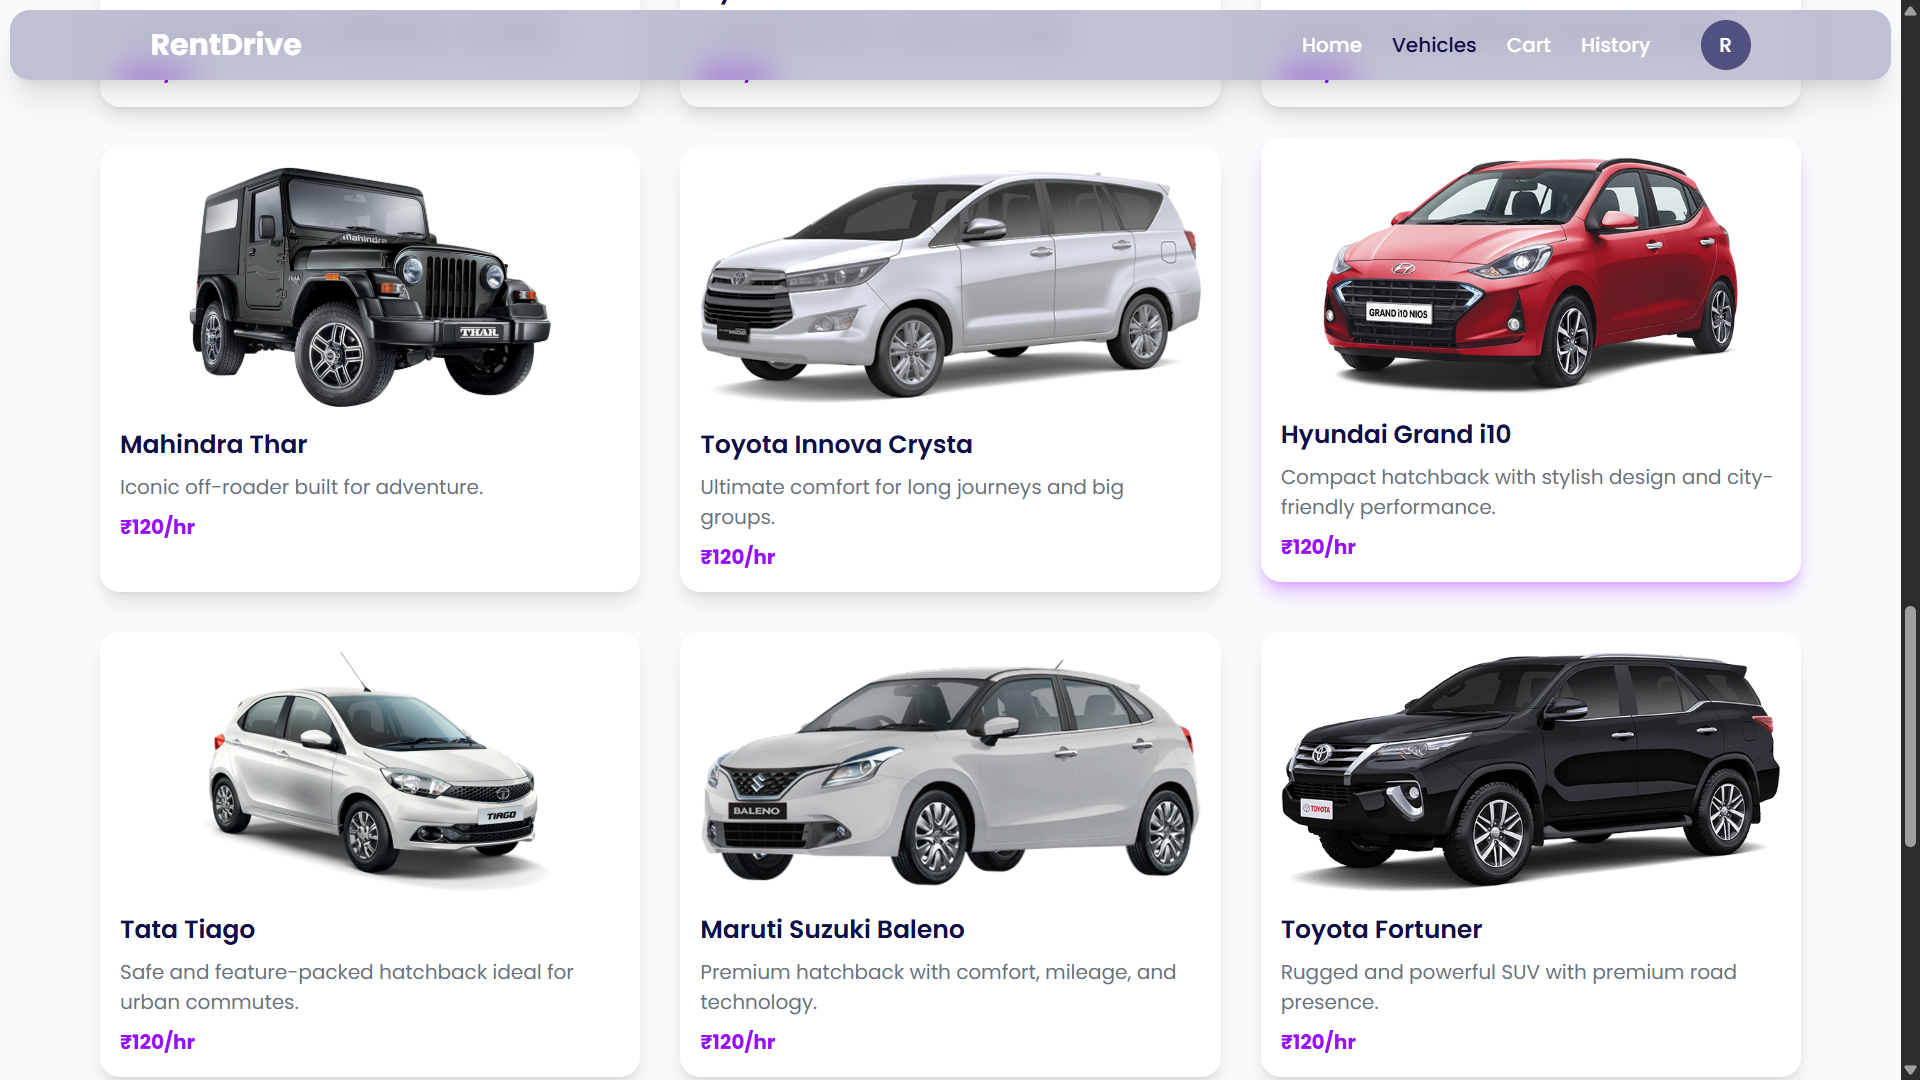 RentDrive
Home Vehicles Cart History R
Mahindra
THAR
GRAND i10 NIOS
Mahindra Thar
Iconic off-roader built for adventure.
₹120/hr
Toyota Innova Crysta
Ultimate comfort for long journeys and big
groups.
₹120/hr
Hyundai Grand i10
Compact hatchback with stylish design and city-
friendly performance.
₹120/hr
TIAGO
BALENO
TOYOTA
Tata Tiago
Safe and feature-packed hatchback ideal for
urban commutes.
₹120/hr
Maruti Suzuki Baleno
Premium hatchback with comfort, mileage, and
technology.
₹120/hr
Toyota Fortuner
Rugged and powerful SUV with premium road
presence.
₹120/hr